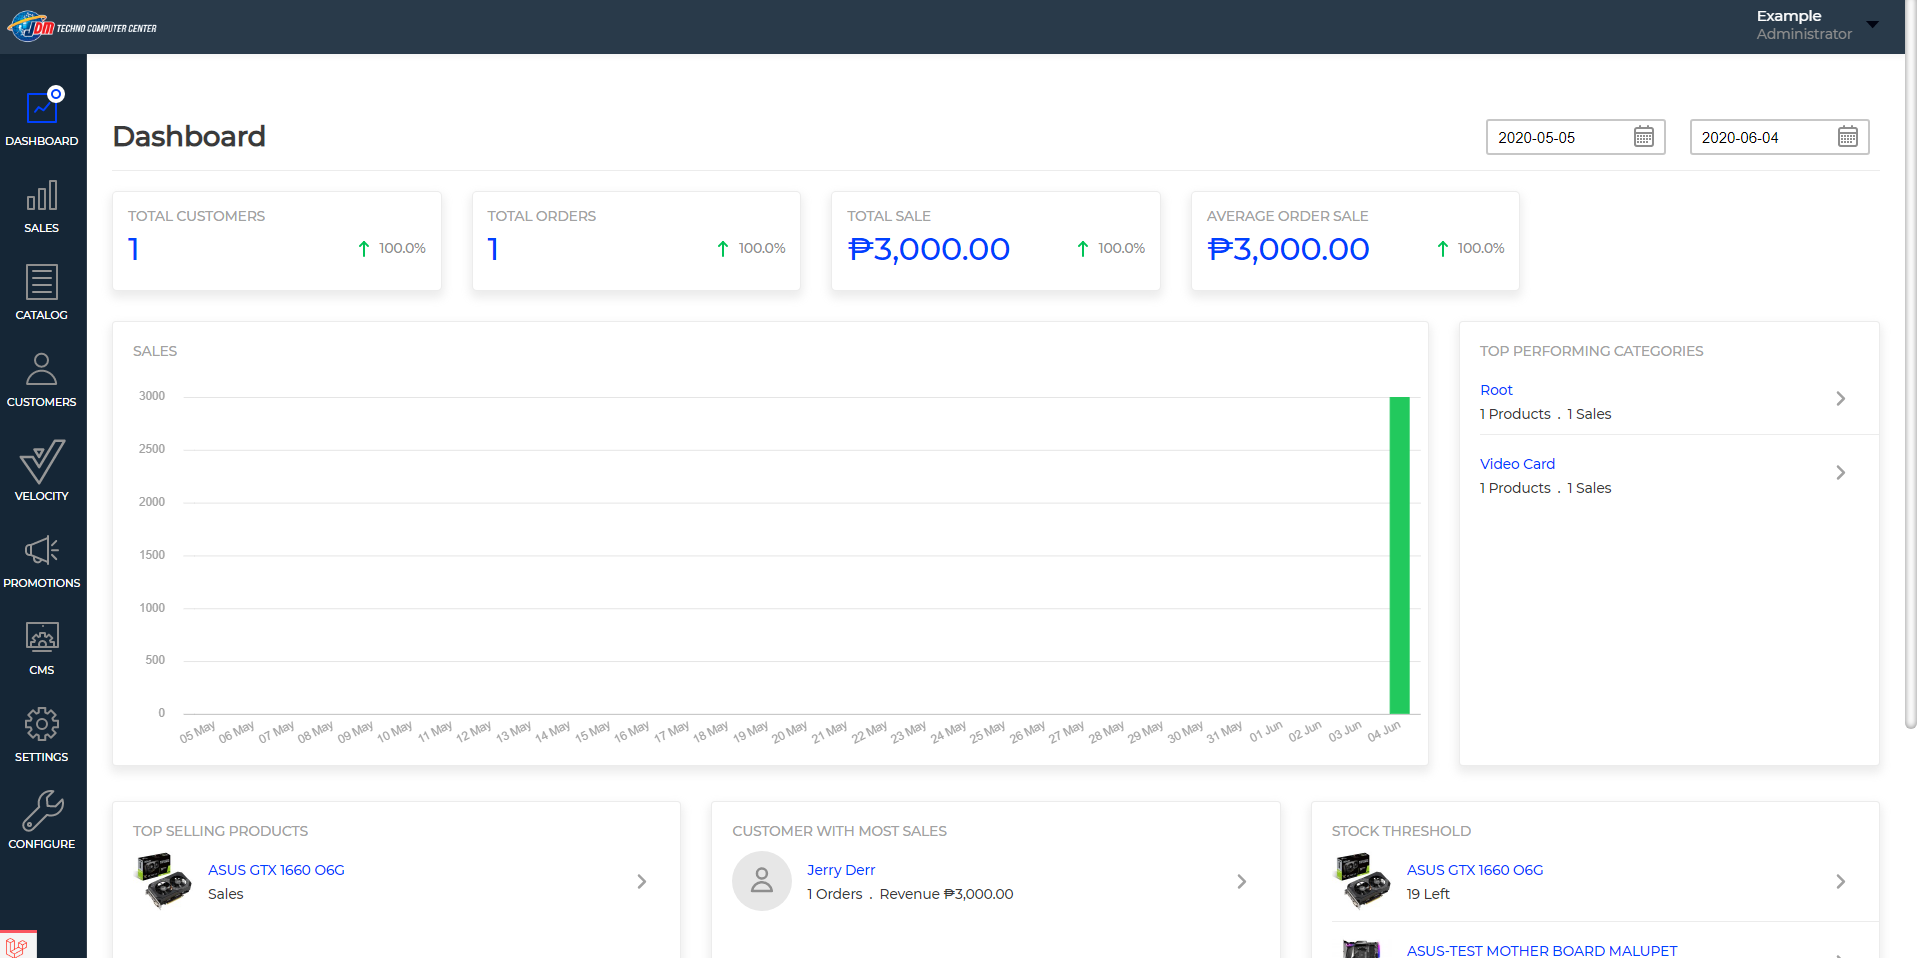 JDM TECHNO COMPUTER CENTER
Example
Administrator
DASHBOARD
SALES
CATALOG
CUSTOMERS
VELOCITY
PROMOTIONS
CMS
SETTINGS
CONFIGURE
Dashboard
2020-05-05
2020-06-04
TOTAL CUSTOMERS
1
100.0%
TOTAL ORDERS
1
100.0%
TOTAL SALE
₱3,000.00
100.0%
AVERAGE ORDER SALE
₱3,000.00
100.0%
SALES
3000
2500
2000
1500
1000
500
0
05 May
06 May
07 May
08 May
09 May
10 May
11 May
12 May
13 May
14 May
15 May
16 May
17 May
18 May
19 May
20 May
21 May
22 May
23 May
24 May
25 May
26 May
27 May
28 May
29 May
30 May
31 May
01 Jun
02 Jun
03 Jun
04 Jun
TOP PERFORMING CATEGORIES
Root
1 Products . 1 Sales
Video Card
1 Products . 1 Sales
TOP SELLING PRODUCTS
ASUS GTX 1660 O6G
Sales
CUSTOMER WITH MOST SALES
Jerry Derr
1 Orders . Revenue ₱3,000.00
STOCK THRESHOLD
ASUS GTX 1660 O6G
19 Left
ASUS-TEST MOTHER BOARD MALUPET